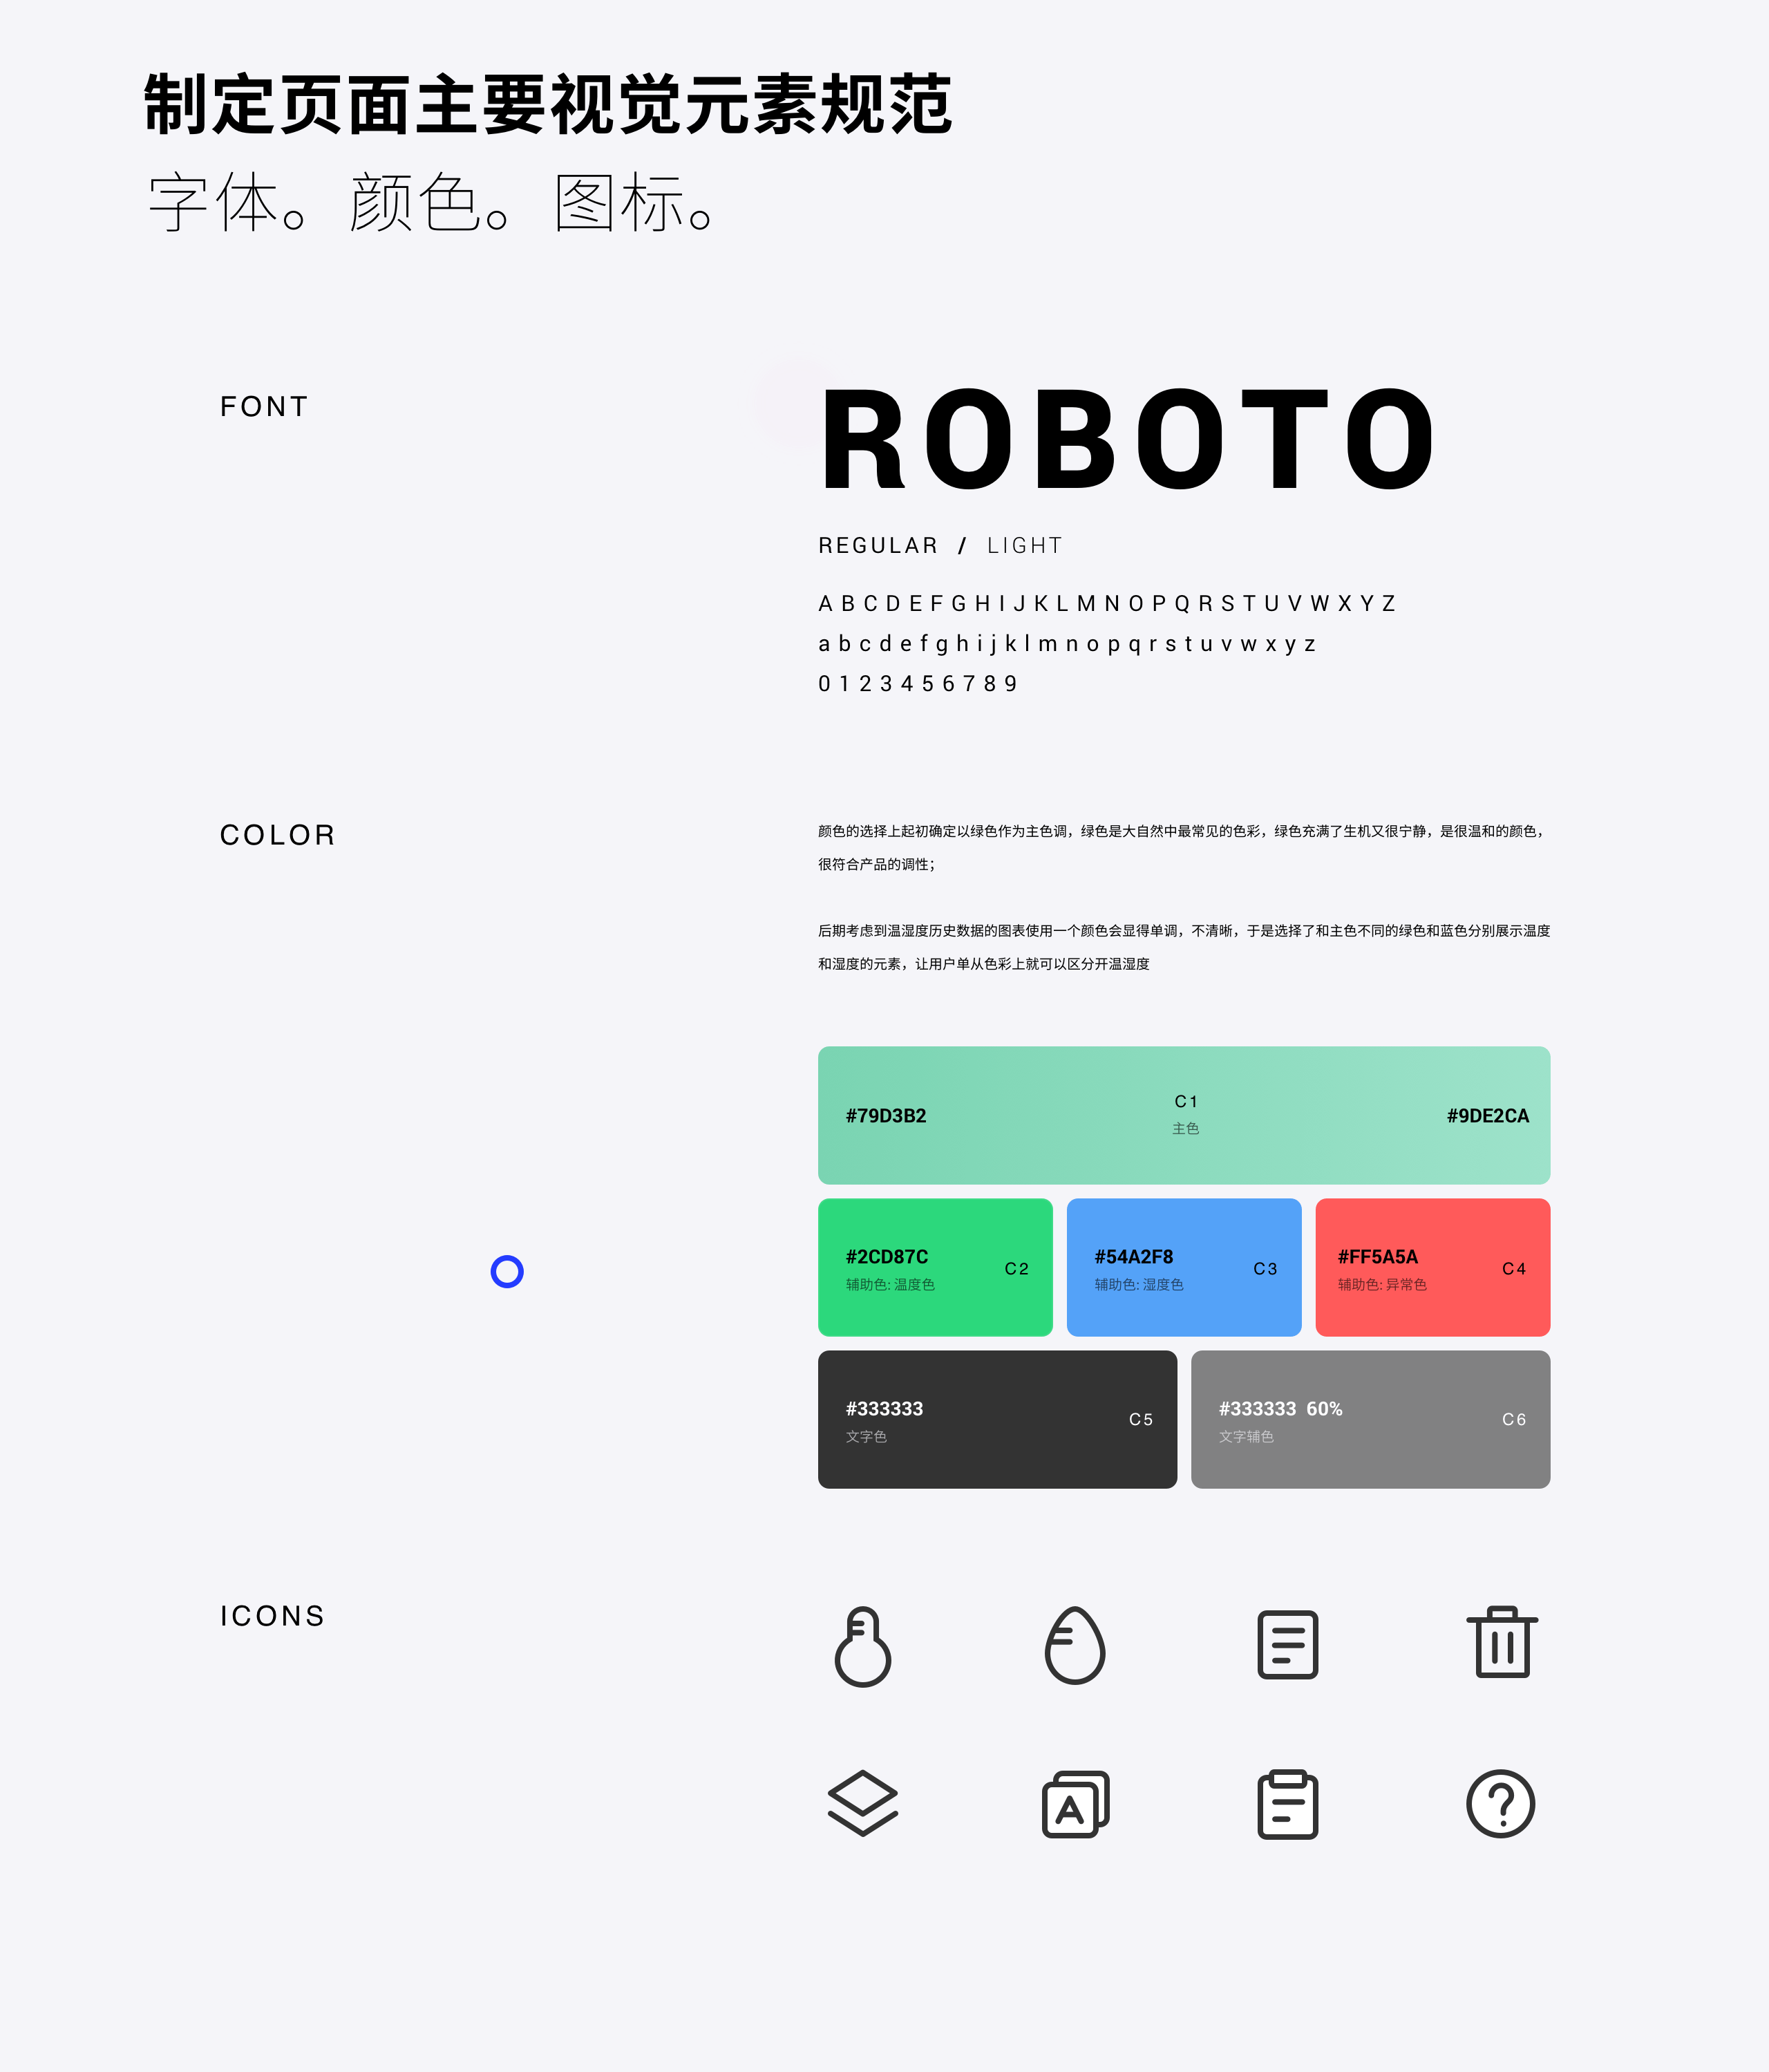 制定页面主要视觉元素规范
字体。颜色。图标。
FONT
ROBOTO
REGULAR / LIGHT
A B C D E F G H I J K L M N O P Q R S T U V W X Y Z
a b c d e f g h i j k l m n o p q r s t u v w x y z
0 1 2 3 4 5 6 7 8 9
COLOR
颜色的选择上起初确定以绿色作为主色调，绿色是大自然中最常见的色彩，绿色充满了生机又很宁静，是很温和的颜色，
很符合产品的调性；
后期考虑到温湿度历史数据的图表使用一个颜色会显得单调，不清晰，于是选择了和主色不同的绿色和蓝色分别展示温度
和湿度的元素，让用户单从色彩上就可以区分开温湿度
#79D3B2
C1
主色
#9DE2CA
#2CD87C
辅助色: 温度色
C2
#54A2F8
辅助色: 湿度色
C3
#FF5A5A
辅助色: 异常色
C4
#333333
文字色
C5
#333333 60%
文字辅色
C6
ICONS
A
?